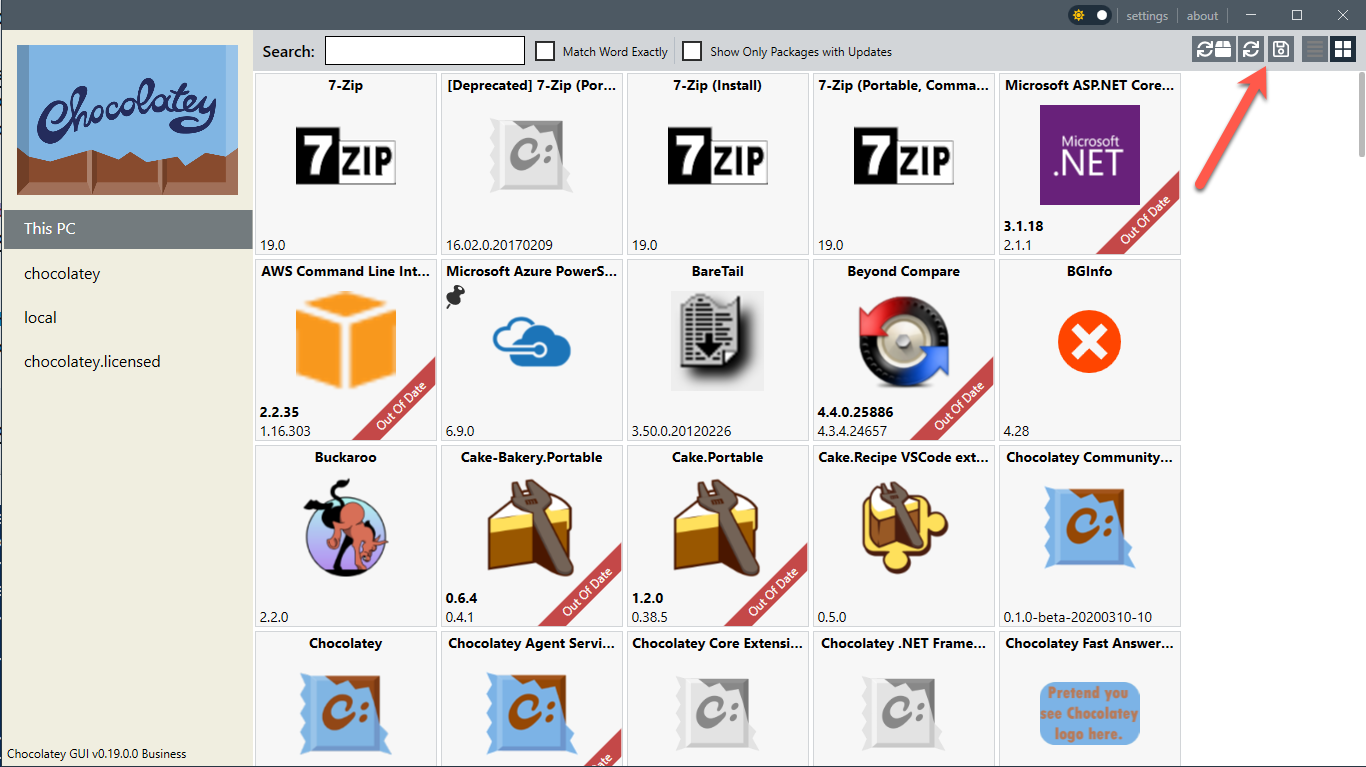 settings
about
Search:
Match Word Exactly
Show Only Packages with Updates
Chocolatey
This PC
chocolatey
local
chocolatey.licensed
Chocolatey GUI v0.19.0.0 Business
7-Zip
7 ZIP
19.0
[Deprecated] 7-Zip (Por...
C:
16.02.0.20170209
7-Zip (Install)
7 ZIP
19.0
7-Zip (Portable, Comma...
7 ZIP
19.0
Microsoft ASP.NET Core...
Microsoft
.NET
Out Of Date
3.1.18
2.1.1
AWS Command Line Int...
Out Of Date
2.2.35
1.16.303
Microsoft Azure PowerS...
6.9.0
BareTail
3.50.0.20120226
Beyond Compare
Out Of Date
4.4.0.25886
4.3.4.24657
BGInfo
4.28
Buckaroo
2.2.0
Cake-Bakery.Portable
Out Of Date
0.6.4
0.4.1
Cake.Portable
Out Of Date
1.2.0
0.38.5
Cake.Recipe VSCode ext...
0.5.0
Chocolatey Community...
C:
0.1.0-beta-20200310-10
Chocolatey
C:
Chocolatey Agent Servi...
C:
Date
Chocolatey Core Extensi...
C:
Chocolatey .NET Frame...
C:
Chocolatey Fast Answer...
Pretend you
see Chocolatey
logo here.